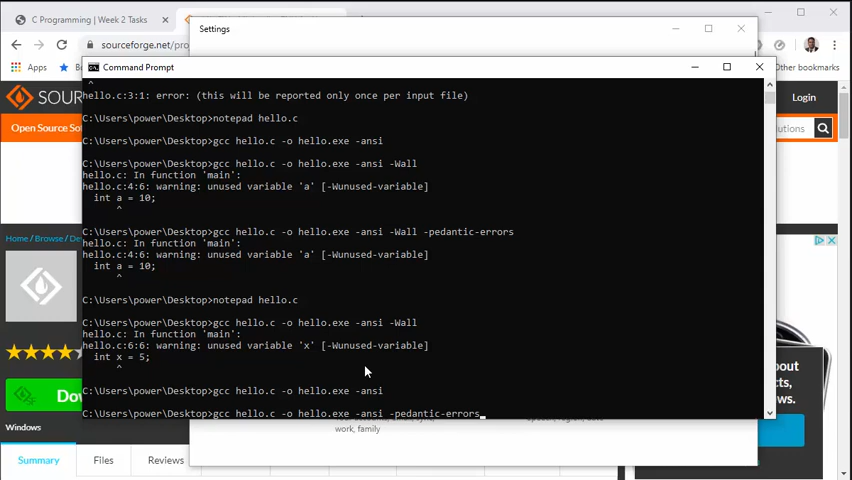 C Programming | Week 2 Tasks
Settings
sourceforge.net/pro
Apps
Command Prompt
^
hello.c:3:1: error: (this will be reported only once per input file)
C:\Users\power\Desktop>notepad hello.c
C:\Users\power\Desktop>gcc hello.c -o hello.exe -ansi
C:\Users\power\Desktop>gcc hello.c -o hello.exe -ansi -Wall
hello.c: In function 'main':
hello.c:4:6: warning: unused variable 'a' [-Wunused-variable]
int a = 10;
^
C:\Users\power\Desktop>gcc hello.c -o hello.exe -ansi -Wall -pedantic-errors
hello.c: In function 'main':
hello.c:4:6: warning: unused variable 'a' [-Wunused-variable]
int a = 10;
^
C:\Users\power\Desktop>notepad hello.c
C:\Users\power\Desktop>gcc hello.c -o hello.exe -ansi -Wall
hello.c: In function 'main':
hello.c:6:6: warning: unused variable 'x' [-Wunused-variable]
int x = 5;
^
C:\Users\power\Desktop>gcc hello.c -o hello.exe -ansi
C:\Users\power\Desktop>gcc hello.c -o hello.exe -ansi -pedantic-errors
bookmarks
SOUR
Login
Open Source So
utions
Home / Browse / De
Dow
Windows
Summary
Files
Reviews
work, family
about
cts,
es.